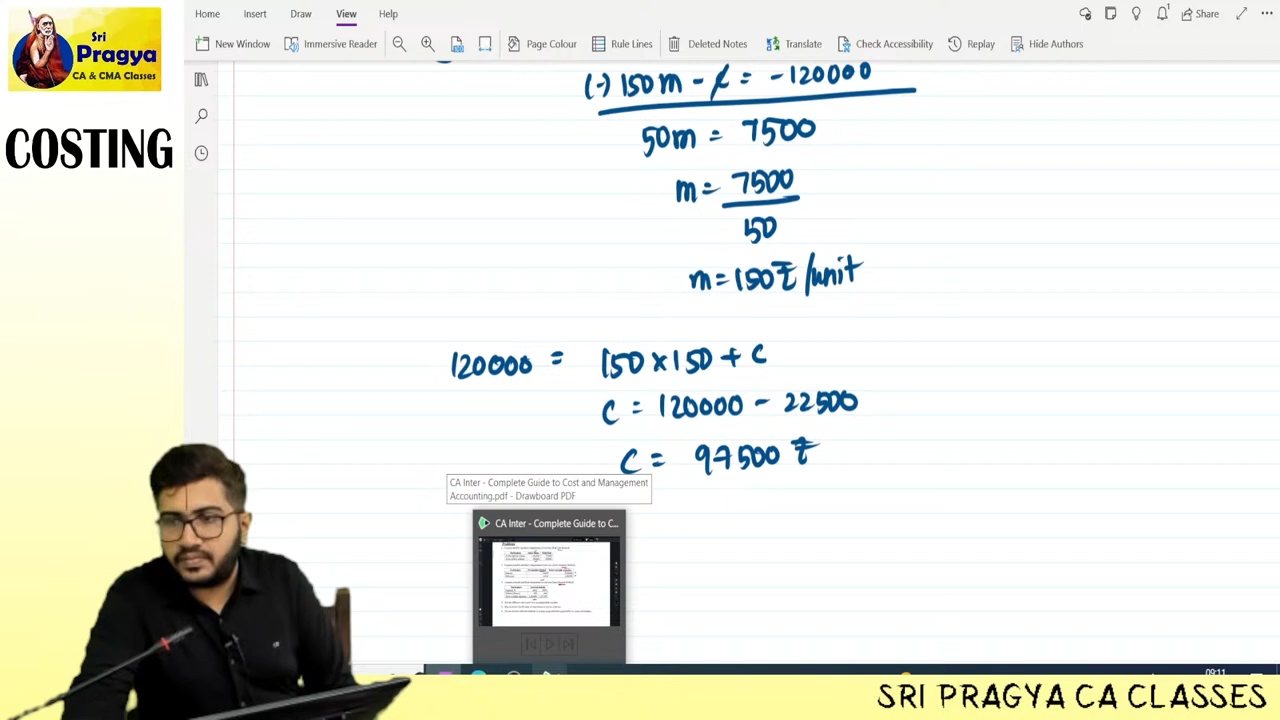 Sri
Pragya
CA & CMA Classes
COSTING
Home Insert Draw View Help
Share
New Window Immersive Reader Page Colour Rule Lines Deleted Notes Translate Check Accessibility Replay Hide Authors
(-) 150m - c = -120000
50m = 7500
m = 7500
50
m = 150₹ /unit
120000 = 150 × 150 + c
c = 120000 - 22500
c = 97500 ₹
CA Inter - Complete Guide to Cost and Management
Accounting.pdf - Drawboard PDF
CA Inter - Complete Guide to C...
09:11
SRI PRAGYA CA CLASSES